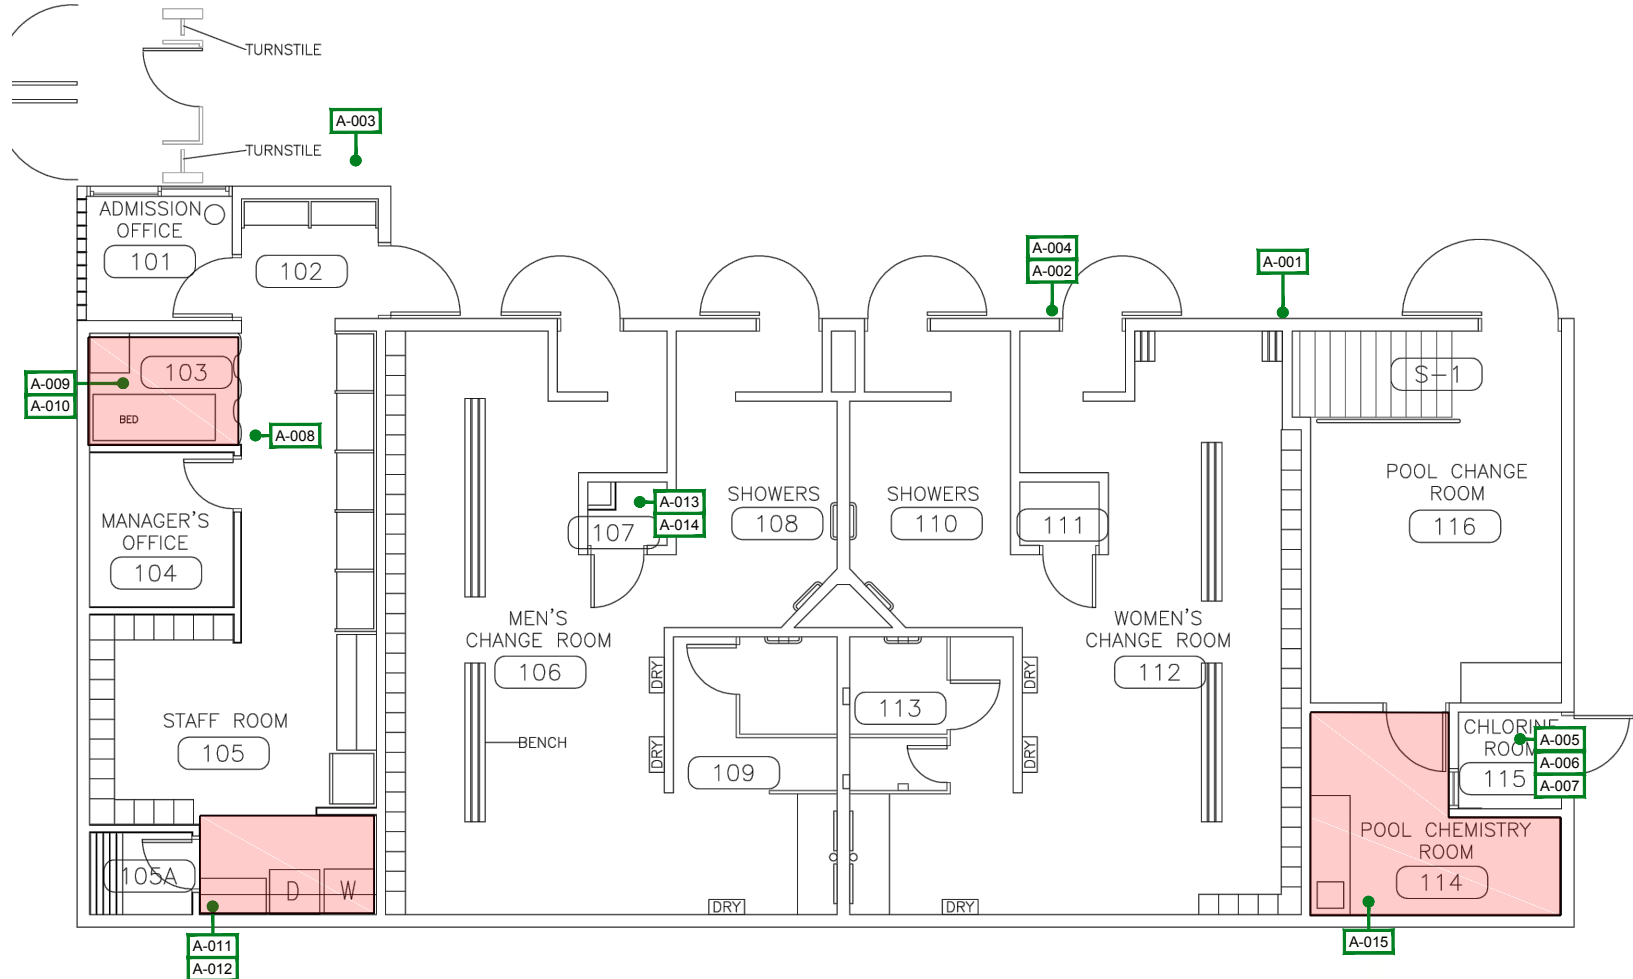 TURNSTILE
A-003
TURNSTILE
ADMISSION
OFFICE
101
102
A-004
A-002
A-001
103
BED
A-009
A-010
A-008
S-1
MANAGER'S
OFFICE
104
107
A-013
A-014
SHOWERS
108
SHOWERS
110
111
POOL CHANGE
ROOM
116
MEN'S
CHANGE ROOM
106
WOMEN'S
CHANGE ROOM
112
DRY
DRY
DRY
DRY
STAFF ROOM
105
BENCH
113
109
CHLORINE
ROOM
115
A-005
A-006
A-007
105A
D
W
DRY
DRY
POOL CHEMISTRY
ROOM
114
A-011
A-012
A-015